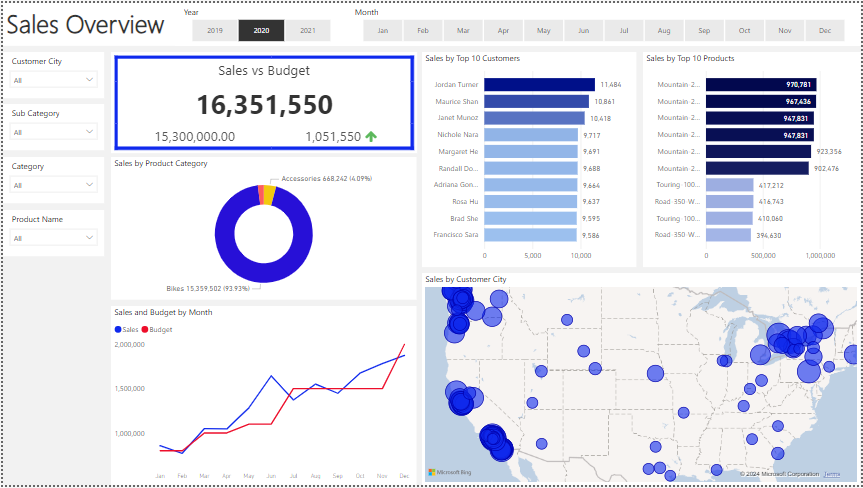 Sales Overview
Year
2019
2020
2021
Month
Jan
Feb
Mar
Apr
May
Jun
Jul
Aug
Sep
Oct
Nov
Dec
Customer City
All
Sub Category
All
Category
All
Product Name
All
Sales vs Budget
16,351,550
15,300,000.00
1,051,550
Sales by Product Category
Accessories 668,242 (4.09%)
Bikes 15,359,502 (93.93%)
Sales and Budget by Month
Sales
Budget
2,000,000
1,500,000
1,000,000
Jan
Feb
Mar
Apr
May
Jun
Jul
Aug
Sep
Oct
Nov
Dec
Sales by Top 10 Customers
Jordan Turner 11,484
Maurice Shan 10,861
Janet Munoz 10,418
Nichole Nara 9,717
Margaret He 9,691
Randall Do... 9,688
Adriana Gon... 9,664
Rosa Hu 9,637
Brad She 9,595
Francisco Sara 9,586
0
5,000
10,000
Sales by Top 10 Products
Mountain-2... 970,781
Mountain-2... 967,436
Mountain-2... 947,831
Mountain-2... 947,831
Mountain-2... 923,356
Mountain-2... 902,476
Touring-100... 417,212
Road-350-W... 416,743
Touring-100... 410,060
Road-350-W... 394,630
0
500,000
1,000,000
Sales by Customer City
Microsoft Bing
© 2024 Microsoft Corporation Terms